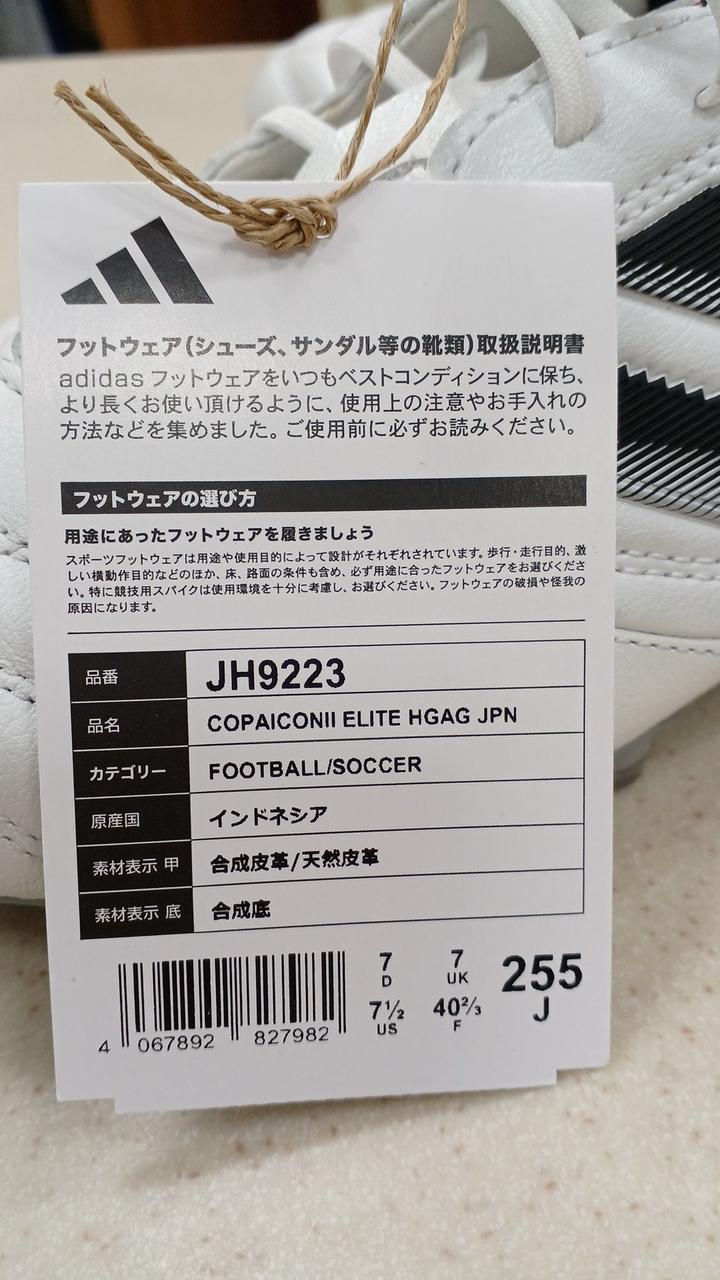 フットウェア(シューズ、サンダル等の靴類)取扱説明書
adidas フットウェアをいつもベストコンディションに保ち、
より長くお使い頂けるように、使用上の注意やお手入れの
方法などを集めました。ご使用前に必ずお読みください。
フットウェアの選び方
用途にあったフットウェアを履きましょう
スポーツフットウェアは用途や使用目的によって設計がそれぞれされています。歩行・走行目的、激
しい横動作目的などのほか、床、路面の条件も含め、必ず用途に合ったフットウェアをお選びくださ
い。特に競技用スパイクは使用環境を十分に考慮し、お選びください。フットウェアの破損や怪我の
原因になります。
品番 JH9223
品名 COPAICONII ELITE HGAG JPN
カテゴリー FOOTBALL/SOCCER
原産国 インドネシア
素材表示 甲 合成皮革/天然皮革
素材表示 底 合成底
7 7 255
D UK J
7½ 40⅔
US F
4 067892 827982